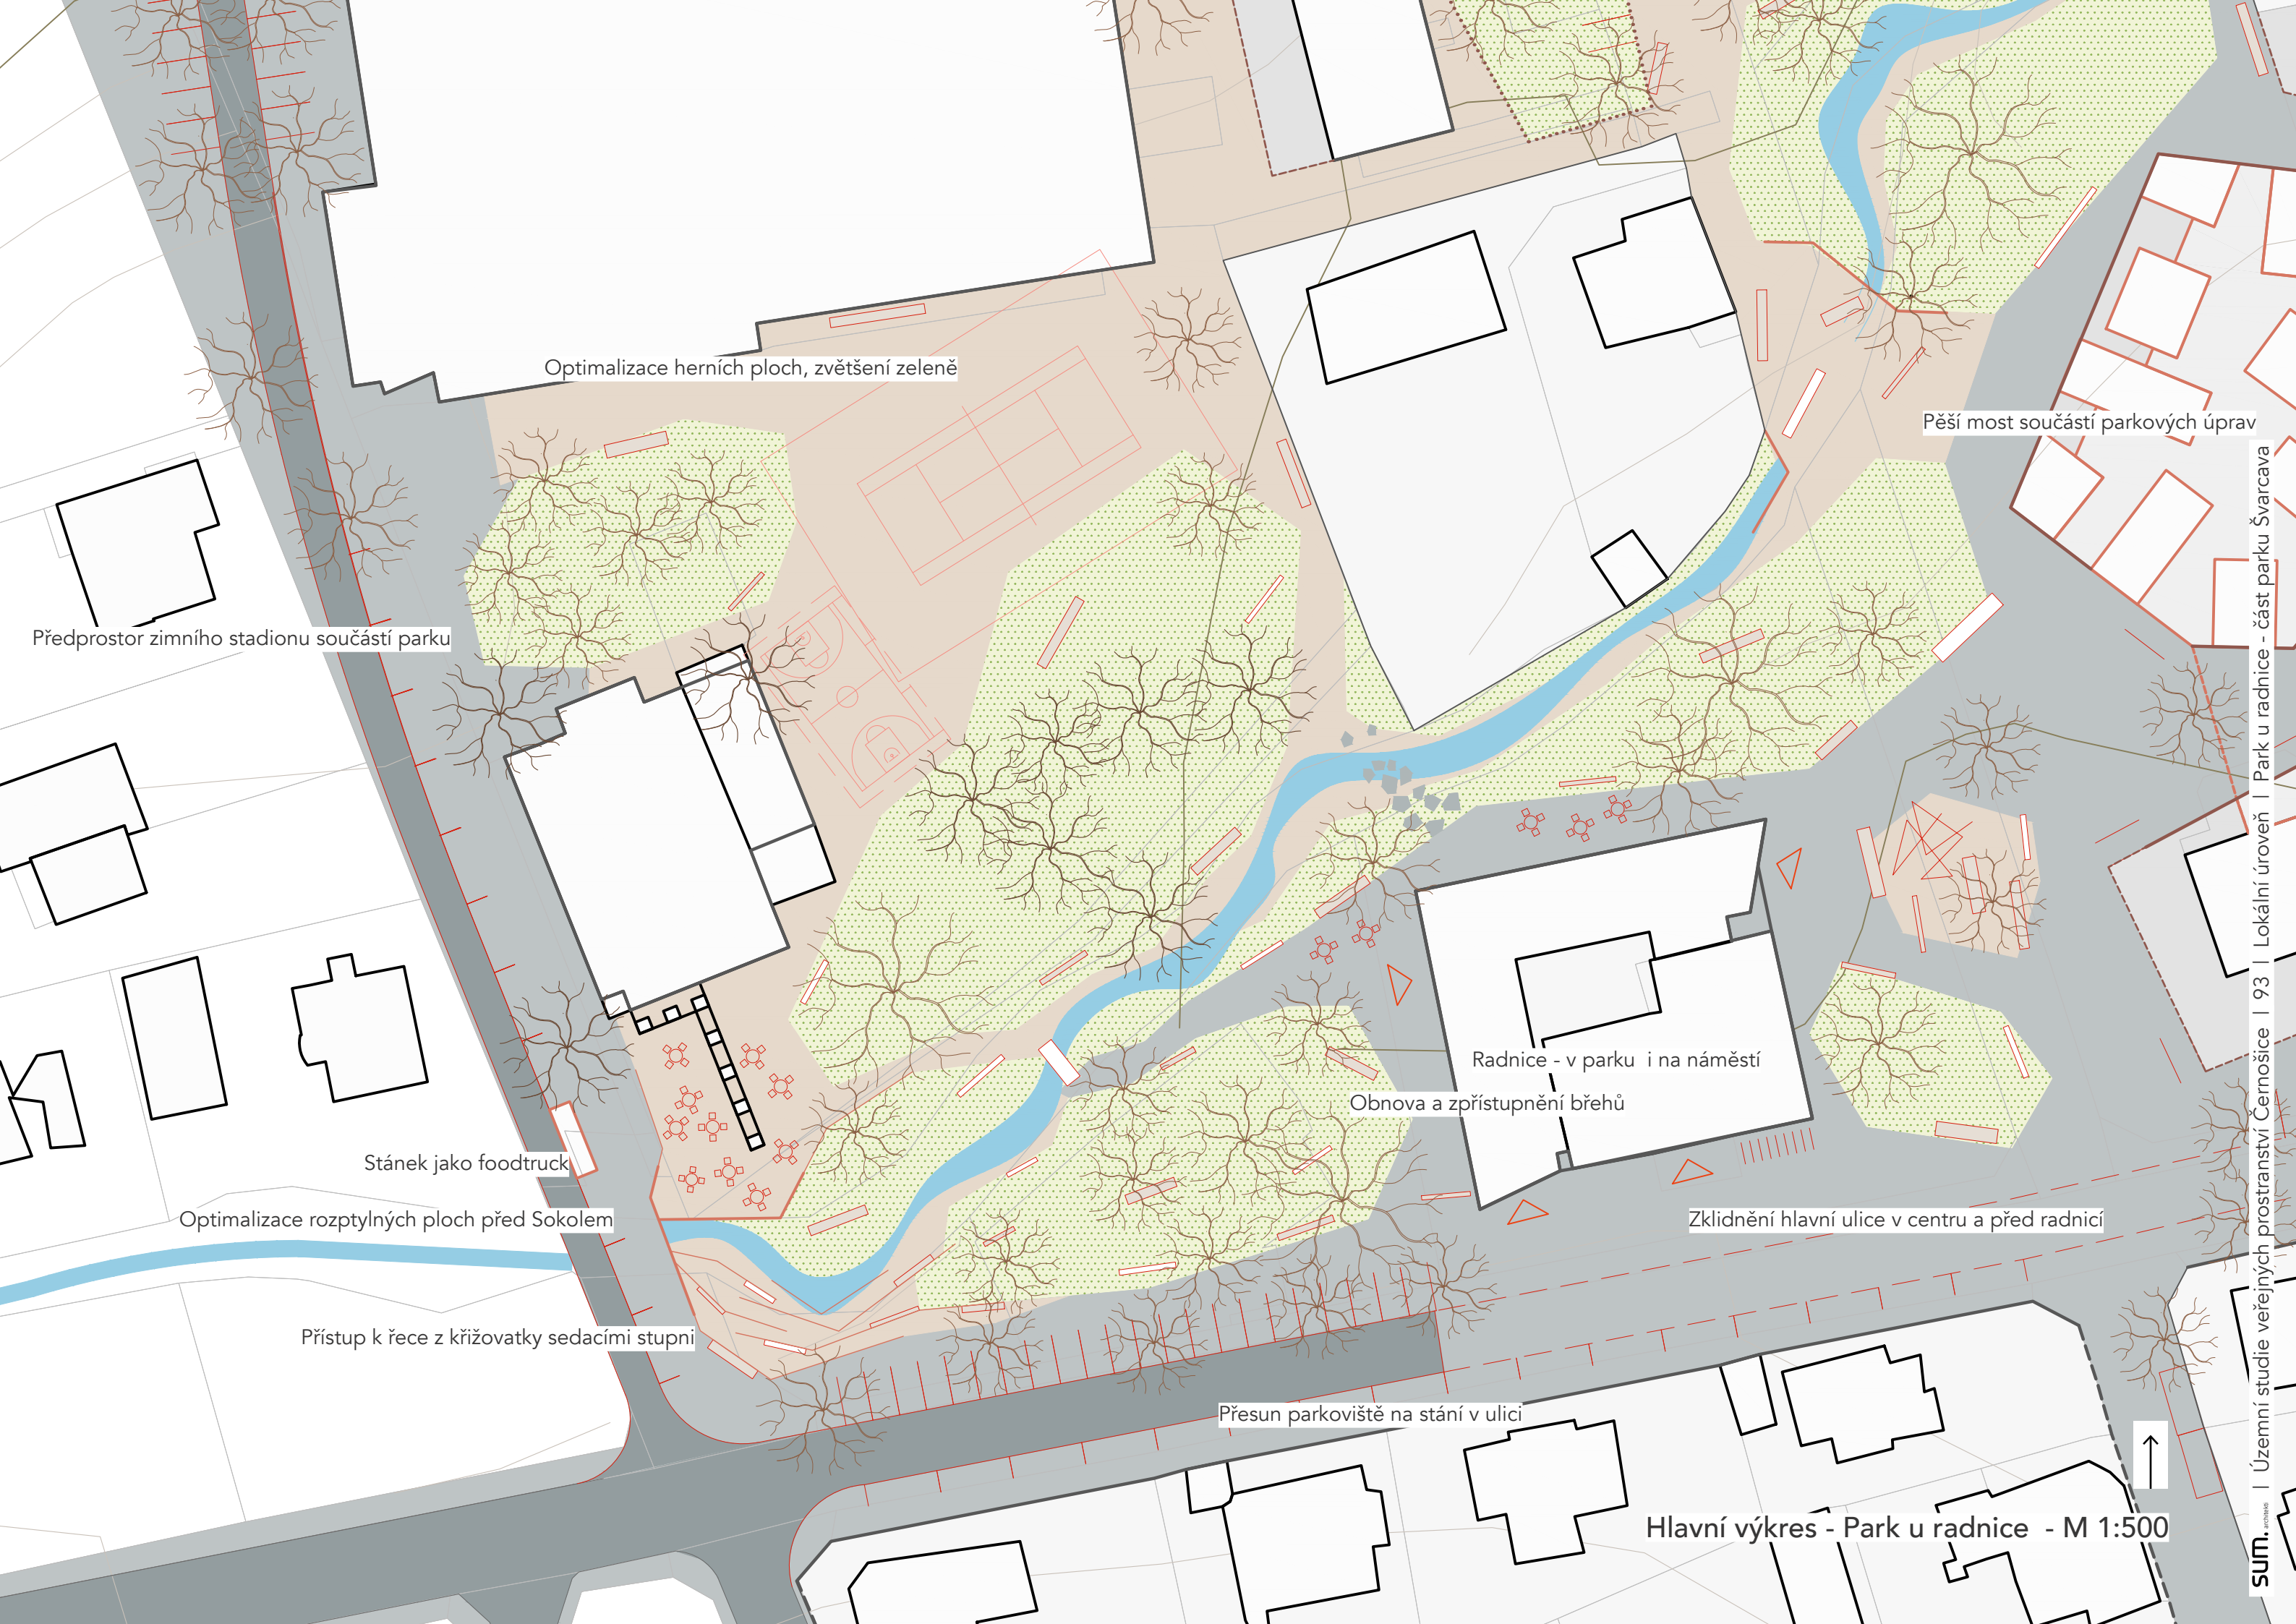 Optimalizace herních ploch, zvětšení zeleně
Pěší most součástí parkových úprav
Předprostor zimního stadionu součástí parku
Radnice - v parku  i na náměstí
Obnova a zpřístupnění břehů
Stánek jako foodtruck
Optimalizace rozptylných ploch před Sokolem
Zklidnění hlavní ulice v centru a před radnicí
Přístup k řece z křižovatky sedacími stupni
Přesun parkoviště na stání v ulici
Hlavní výkres - Park u radnice  - M 1:500
sum. architekti | Územní studie veřejných prostranství Černošice | 93 | Lokální úroveň | Park u radnice - část parku Švarcava